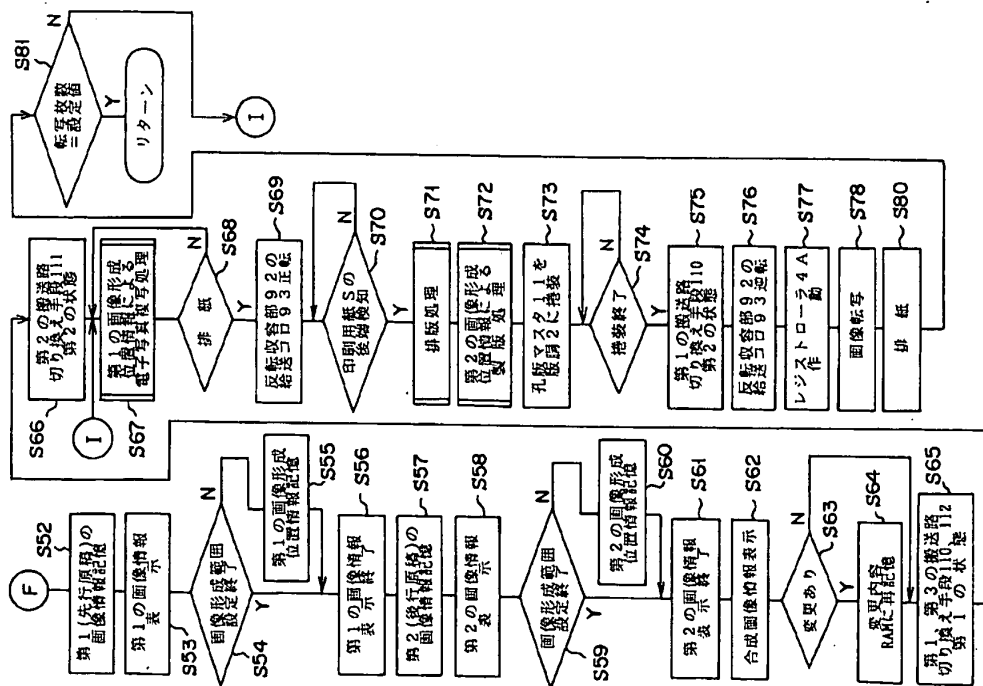 F
S52
第1(先行原稿)の
画像情報記憶
S53
第1の画像情報
表示
S54
画像形成範囲
設定終了
N
Y
S55
第1の画像形成
位置情報記憶
S56
第1の画像情報
表示終了
S57
第2(後行原稿)の
画像情報記憶
S58
第2の画像情報
表示
S59
画像形成範囲
設定終了
N
Y
S60
第2の画像形成
位置情報記憶
S61
第2の画像情報
表示終了
S62
合成画像情報表示
S63
変更あり
N
Y
S64
変更内容
RAMに再記憶
S65
第1、第3の搬送路
切り換え手段110、112
第1の状態
S66
第2の搬送路
切り換え手段111
第2の状態
I
S67
第1の画像形成
位置情報による
電子写真複写処理
S68
排紙
N
Y
S69
反転収容部92の
給送コロ93正転
S70
印刷用紙Sの
後端検知
N
Y
S71
排版処理
S72
第2の画像形成
位置情報による
製版処理
S73
孔版マスタ11を
版胴2に捲装
S74
捲装終了
N
Y
S75
第1の搬送路
切り換え手段110
第2の状態
S76
反転収容部92の
給送コロ93逆転
S77
レジストローラ4A
作動
S78
画像転写
S80
排紙
S81
転写枚数
=設定値
N
Y
リターン
I